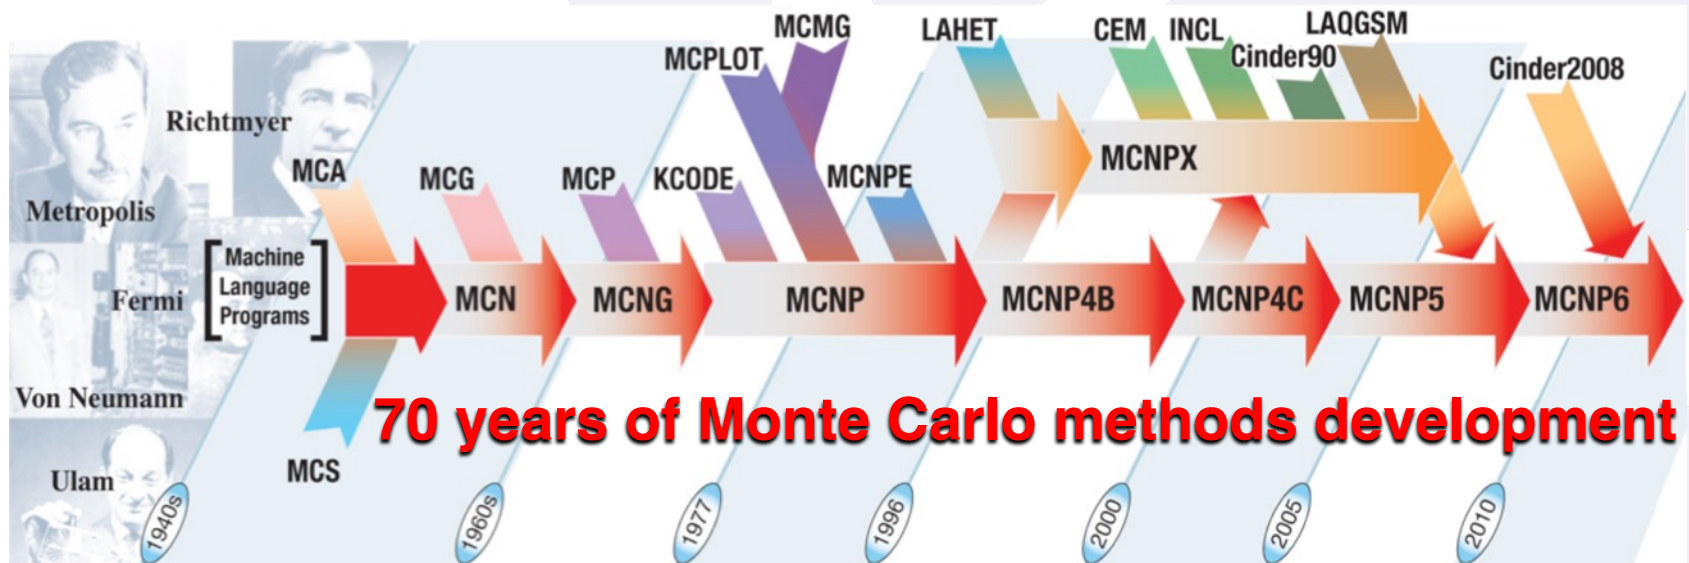 MCMG
LAHET
CEM
INCL
LAQGSM
MCPLOT
Cinder90
Cinder2008
Richtmyer
MCA
MCG
MCP
KCODE
MCNPE
MCNPX
Metropolis
Machine
Language
Programs
Fermi
MCN
MCNG
MCNP
MCNP4B
MCNP4C
MCNP5
MCNP6
Von Neumann
70 years of Monte Carlo methods development
MCS
Ulam
1940s
1960s
1977
1996
2000
2005
2010